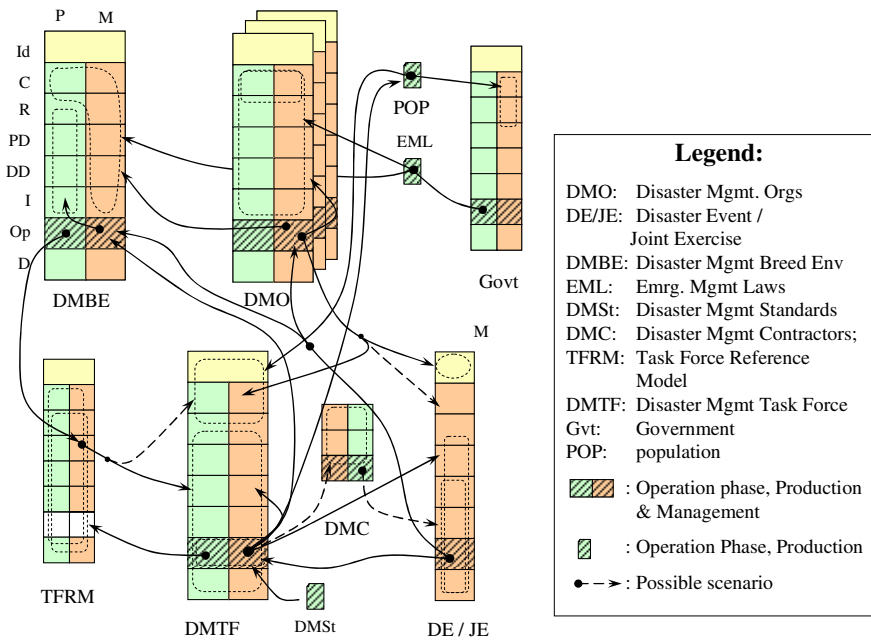 P M
Id
C
R
PD
DD
I
Op
D
DMBE
DMO
POP
EML
Govt
M
TFRM
DMTF
DMSt
DMC
DE / JE
Legend:
DMO: Disaster Mgmt. Orgs
DE/JE: Disaster Event /
Joint Exercise
DMBE: Disaster Mgmt Breed Env
EML: Emrg. Mgmt Laws
DMSt: Disaster Mgmt Standards
DMC: Disaster Mgmt Contractors;
TFRM: Task Force Reference
Model
DMTF: Disaster Mgmt Task Force
Gvt: Government
POP: population
: Operation phase, Production
& Management
: Operation Phase, Production
: Possible scenario